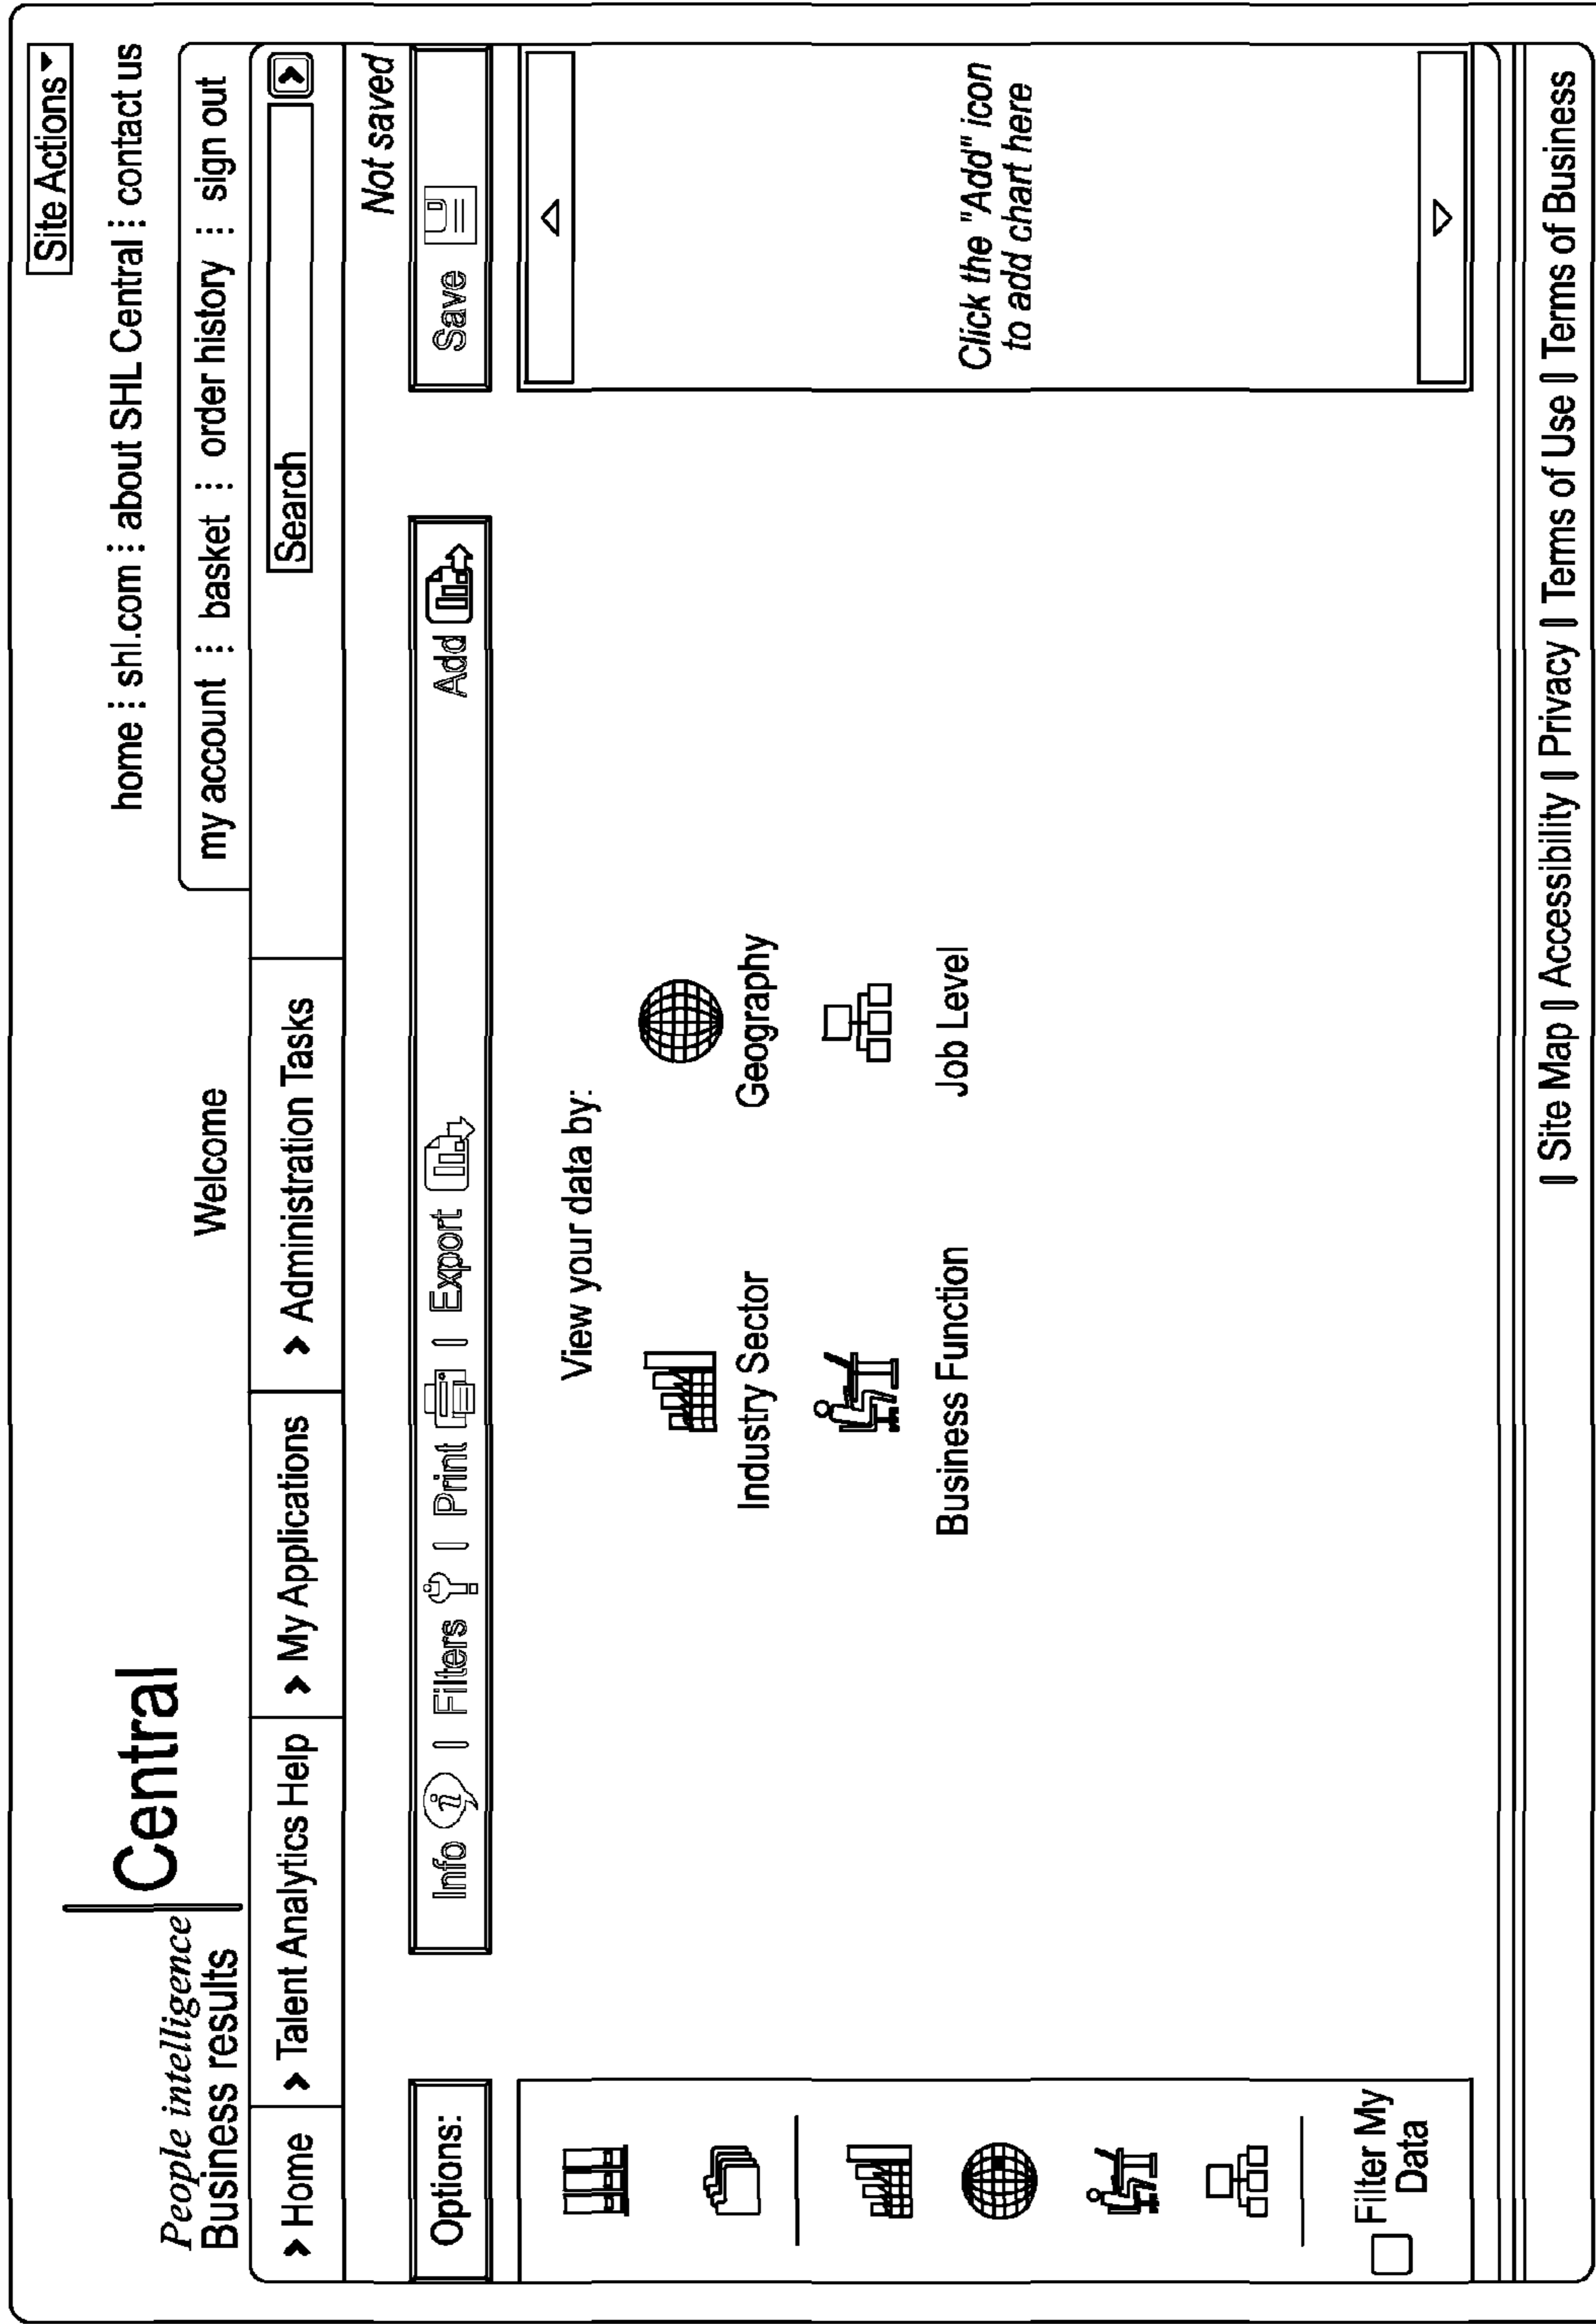 Site Actions
home ⋮ shl.com ⋮ about SHL Central ⋮ contact us
Central
People intelligence
Business results
Welcome
my account ⋮ basket ⋮ order history ⋮ sign out
Home
Talent Analytics Help
My Applications
Administration Tasks
Search
Not saved
Options:
Info | Filters | Print | Export
Add
Save
View your data by:
Industry Sector
Geography
Business Function
Job Level
Click the "Add" icon
to add chart here
Filter My
Data
| Site Map | Accessibility | Privacy | Terms of Use | Terms of Business